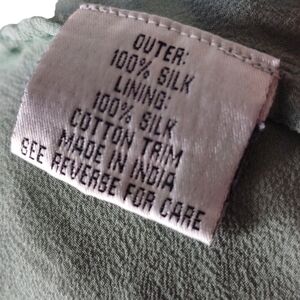 OUTER:
100% SILK
LINING:
100% SILK
COTTON TRIM
MADE IN INDIA
SEE REVERSE FOR CARE